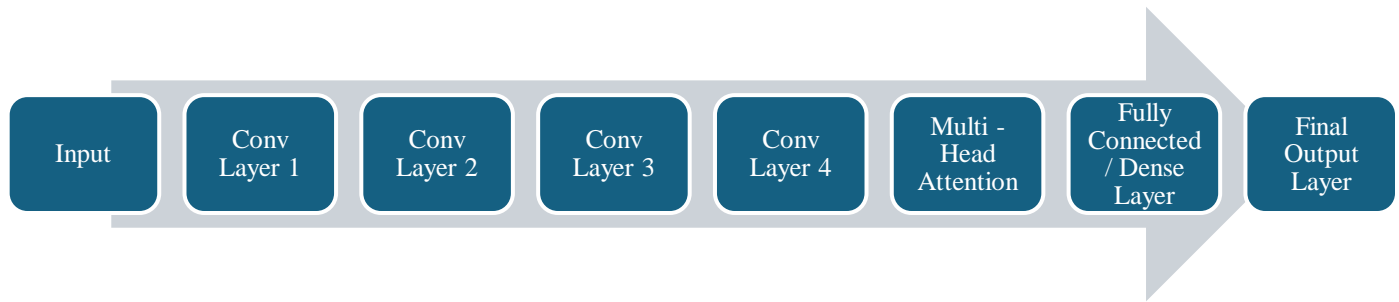 Input
Conv
Layer 1
Conv
Layer 2
Conv
Layer 3
Conv
Layer 4
Multi -
Head
Attention
Fully
Connected
/ Dense
Layer
Final
Output
Layer